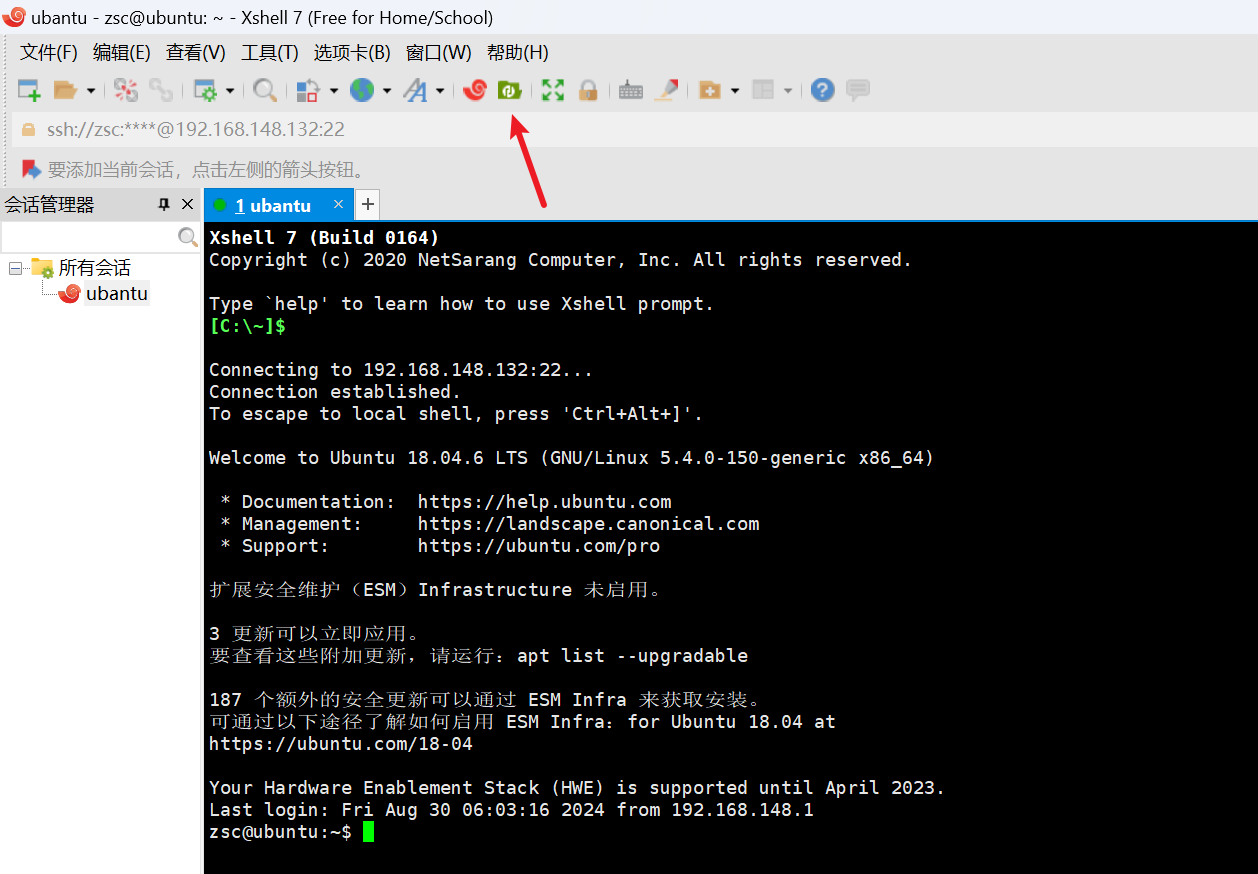 ubantu - zsc@ubuntu: ~ - Xshell 7 (Free for Home/School)
文件(F) 编辑(E) 查看(V) 工具(T) 选项卡(B) 窗口(W) 帮助(H)
ssh://zsc:****@192.168.148.132:22
要添加当前会话，点击左侧的箭头按钮。
会话管理器
1 ubantu
所有会话
ubantu
Xshell 7 (Build 0164)
Copyright (c) 2020 NetSarang Computer, Inc. All rights reserved.
Type `help' to learn how to use Xshell prompt.
[C:\~]$
Connecting to 192.168.148.132:22...
Connection established.
To escape to local shell, press 'Ctrl+Alt+]'.
Welcome to Ubuntu 18.04.6 LTS (GNU/Linux 5.4.0-150-generic x86_64)
* Documentation:  https://help.ubuntu.com
* Management:     https://landscape.canonical.com
* Support:        https://ubuntu.com/pro
扩展安全维护（ESM）Infrastructure 未启用。
3 更新可以立即应用。
要查看这些附加更新，请运行：apt list --upgradable
187 个额外的安全更新可以通过 ESM Infra 来获取安装。
可通过以下途径了解如何启用 ESM Infra：for Ubuntu 18.04 at
https://ubuntu.com/18-04
Your Hardware Enablement Stack (HWE) is supported until April 2023.
Last login: Fri Aug 30 06:03:16 2024 from 192.168.148.1
zsc@ubuntu:~$